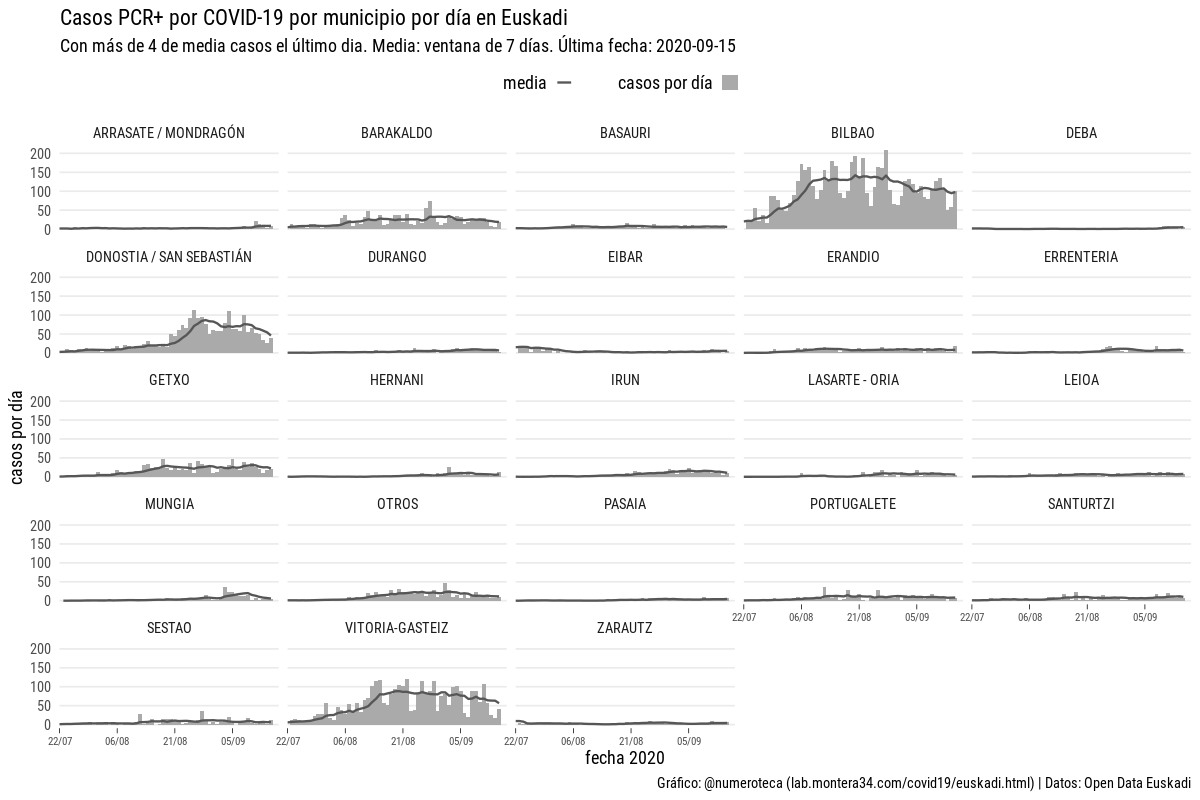 Casos PCR+ por COVID-19 por municipio por día en Euskadi
Con más de 4 de media casos el último dia. Media: ventana de 7 días. Última fecha: 2020-09-15
media casos por día
ARRASATE / MONDRAGÓN BARAKALDO BASAURI BILBAO DEBA
200
150
100
50
0
DONOSTIA / SAN SEBASTIÁN DURANGO EIBAR ERANDIO ERRENTERIA
200
150
100
50
0
GETXO HERNANI IRUN LASARTE - ORIA LEIOA
200
150
100
50
0
casos por día
MUNGIA OTROS PASAIA PORTUGALETE SANTURTZI
200
150
100
50
0
22/07 06/08 21/08 05/09 22/07 06/08 21/08 05/09
SESTAO VITORIA-GASTEIZ ZARAUTZ
200
150
100
50
0
22/07 06/08 21/08 05/09 22/07 06/08 21/08 05/09 22/07 06/08 21/08 05/09
fecha 2020
Gráfico: @numeroteca (lab.montera34.com/covid19/euskadi.html) | Datos: Open Data Euskadi